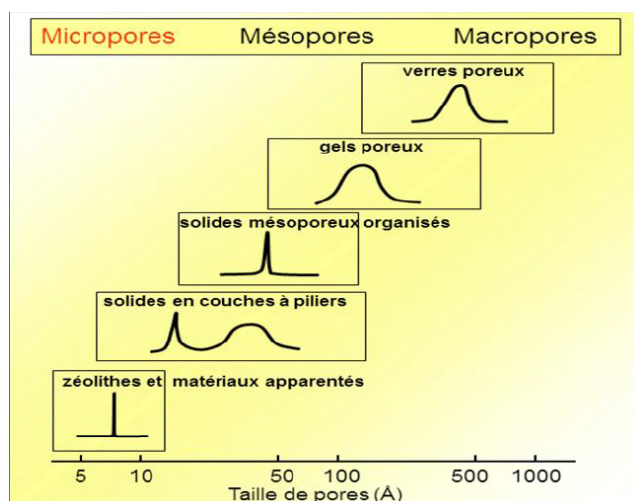 Micropores Mésopores Macropores
verres poreux
gels poreux
solides mésoporeux organisés
solides en couches à piliers
zéolithes et matériaux apparentés
5 10 50 100 500 1000
Taille de pores (Å)